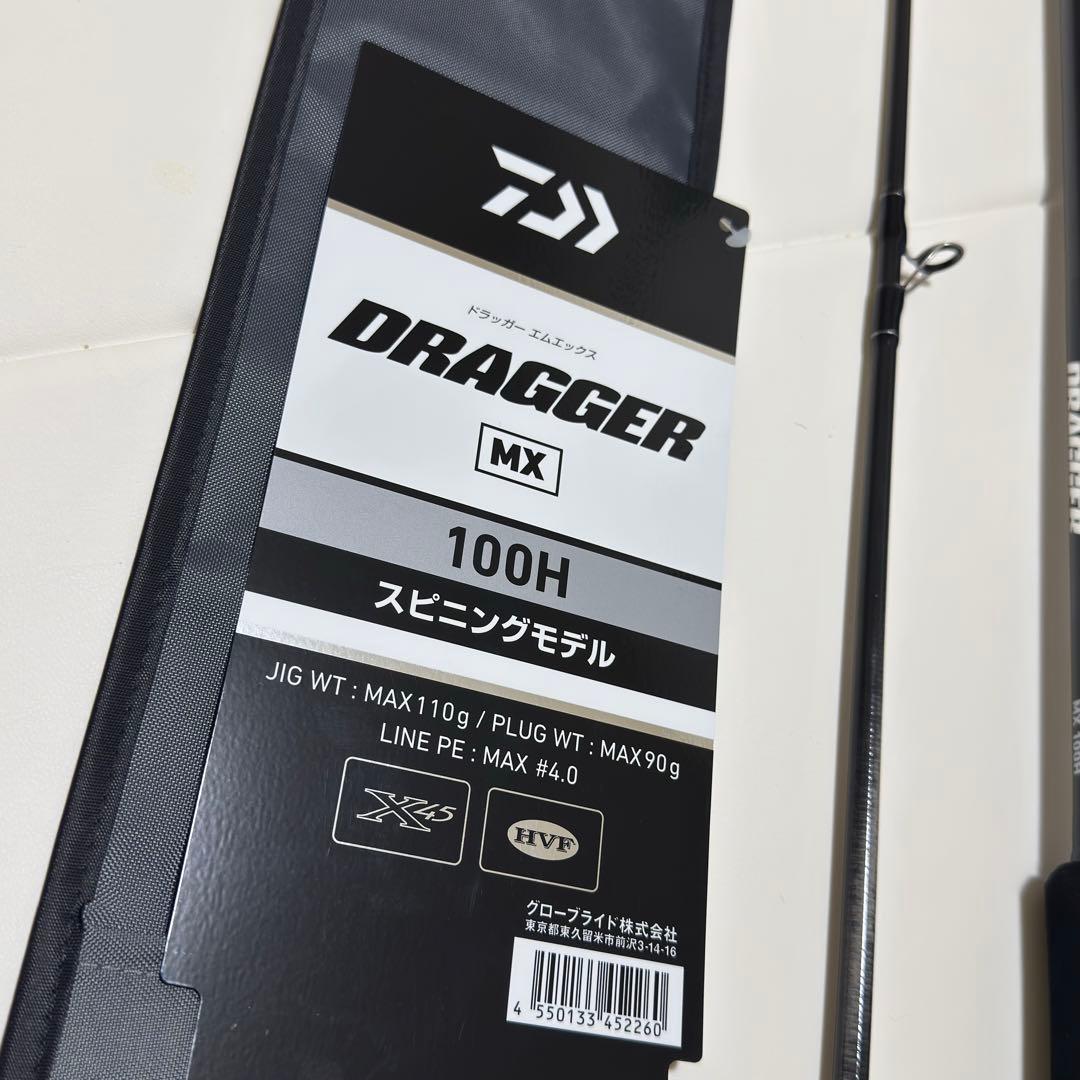 ドラッガー エムエックス
DRAGGER
MX
100H
スピニングモデル
JIG WT : MAX110g / PLUG WT : MAX90g
LINE PE : MAX #4.0
X45
HVF
グローブライド株式会社
東京都東久留米市前沢3-14-16
4 550133 452260
DRAGGER
MX 100H